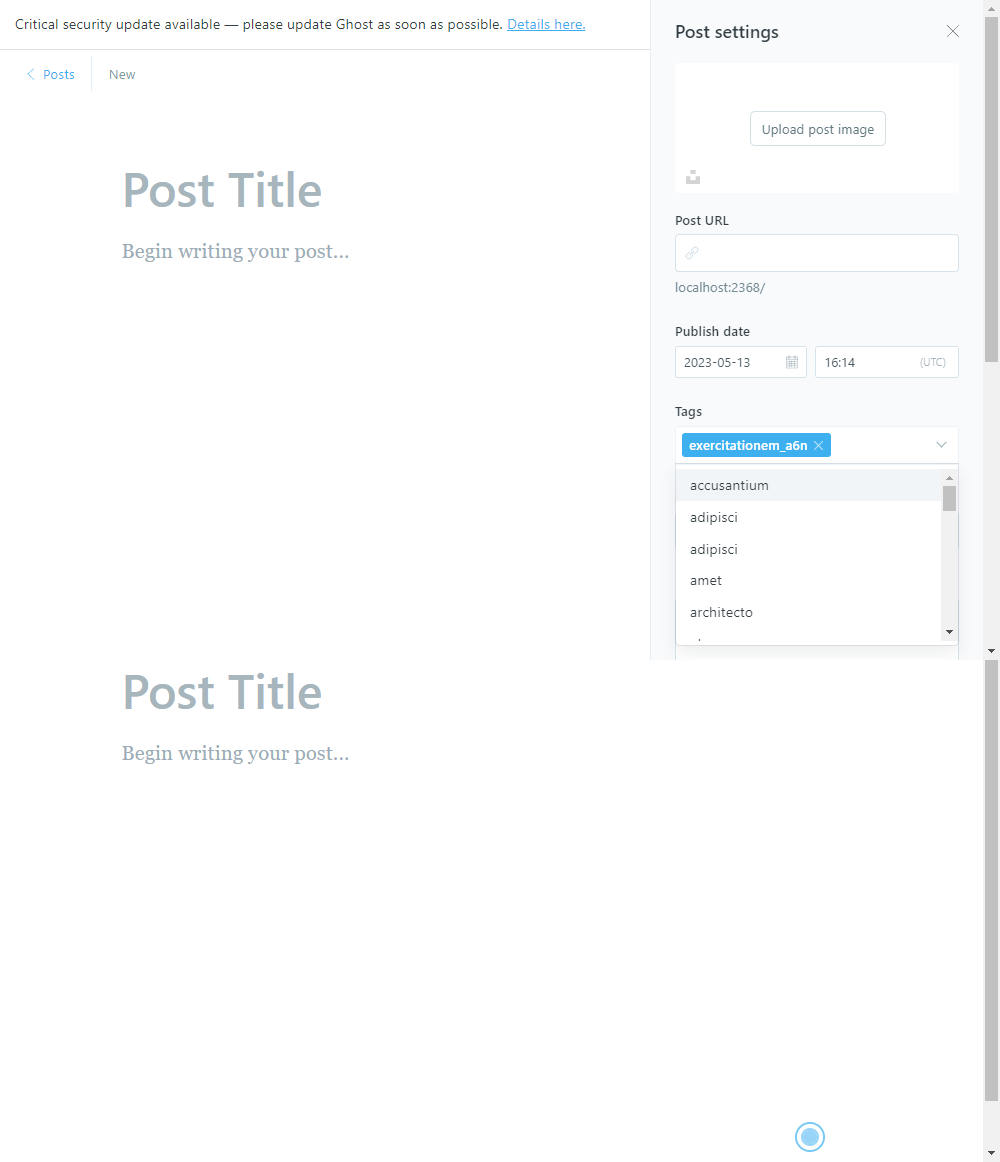 Critical security update available — please update Ghost as soon as possible. Details here.
Post settings
Posts
New
Upload post image
Post Title
Begin writing your post...
Post URL
localhost:2368/
Publish date
2023-05-13
16:14
(UTC)
Tags
exercitationem_a6n
accusantium
adipisci
adipisci
amet
architecto
Post Title
Begin writing your post...